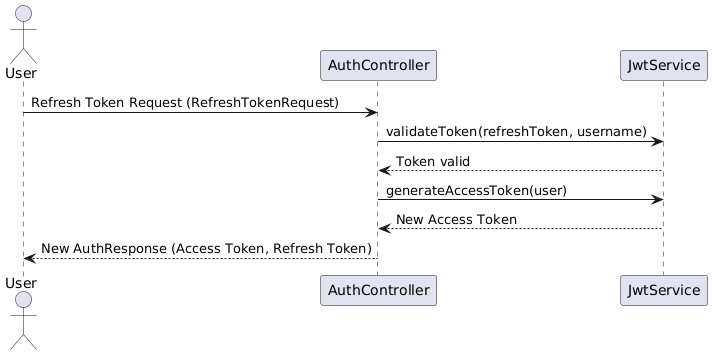 User
AuthController
JwtService
Refresh Token Request (RefreshTokenRequest)
validateToken(refreshToken, username)
Token valid
generateAccessToken(user)
New Access Token
New AuthResponse (Access Token, Refresh Token)
User
AuthController
JwtService